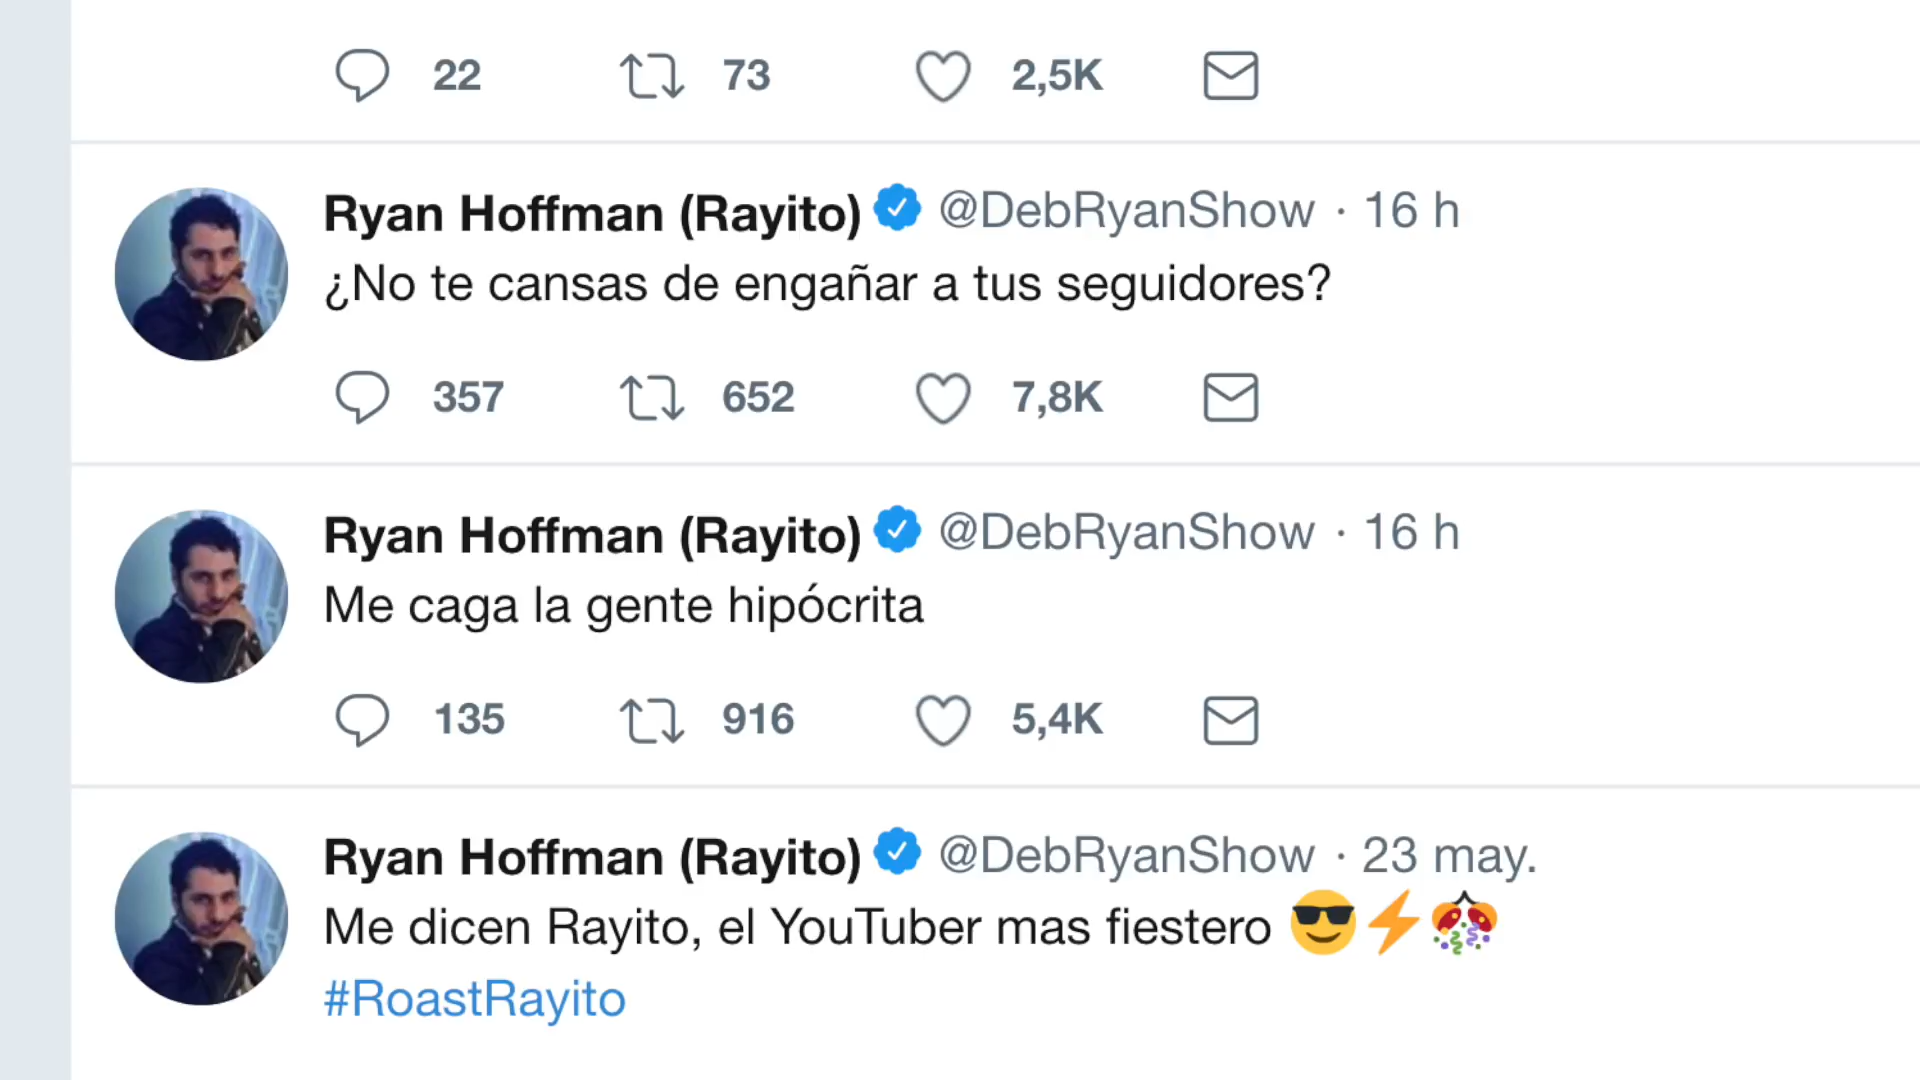 22 73 2,5K
Ryan Hoffman (Rayito) @DebRyanShow · 16 h
¿No te cansas de engañar a tus seguidores?
357 652 7,8K
Ryan Hoffman (Rayito) @DebRyanShow · 16 h
Me caga la gente hipócrita
135 916 5,4K
Ryan Hoffman (Rayito) @DebRyanShow · 23 may.
Me dicen Rayito, el YouTuber mas fiestero 😎⚡🎊
#RoastRayito